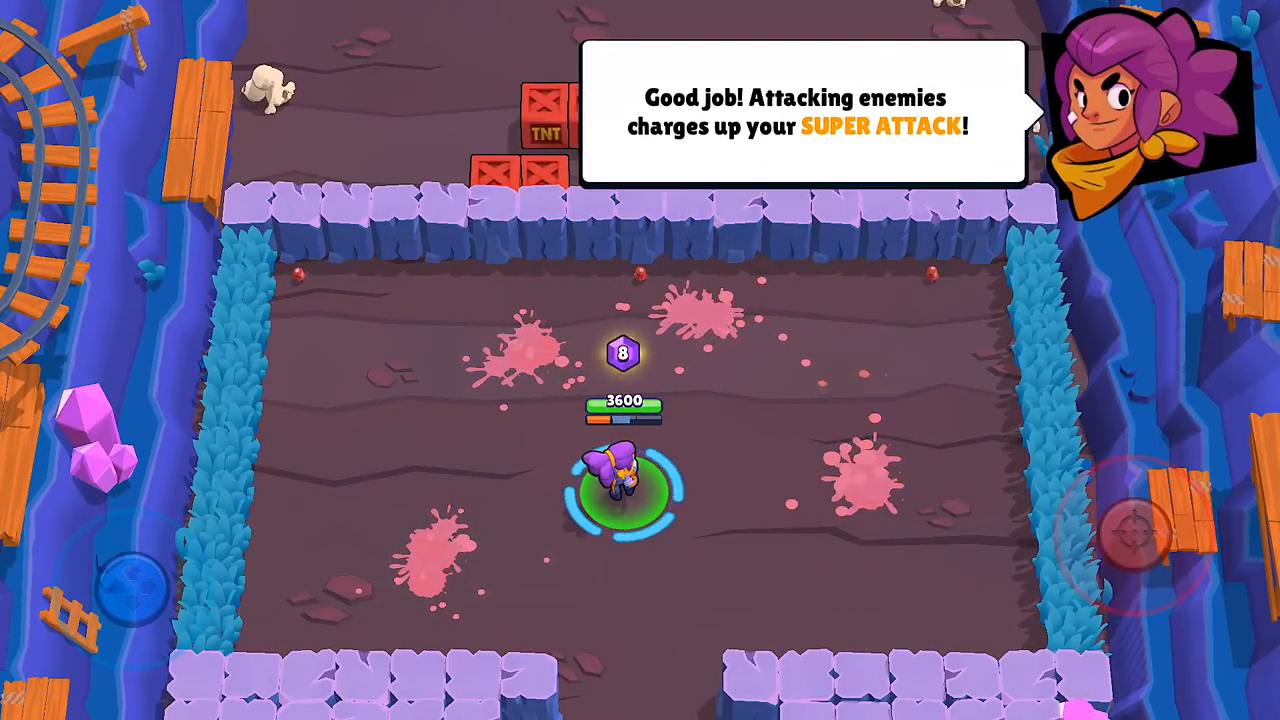 Good job! Attacking enemies
charges up your SUPER ATTACK!
TNT
8
3600